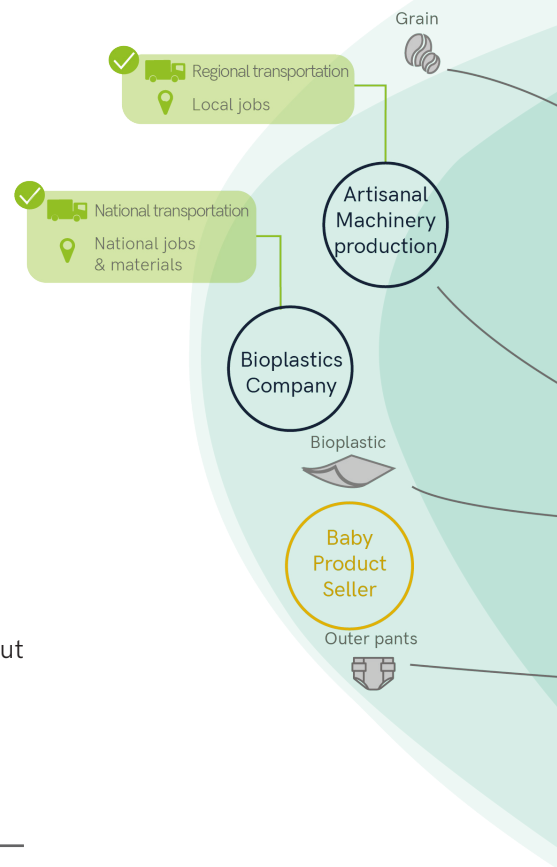 Grain
Regional transportation
Local jobs
Artisanal
Machinery
production
National transportation
National jobs
& materials
Bioplastics
Company
Bioplastic
Baby
Product
Seller
Outer pants
ut